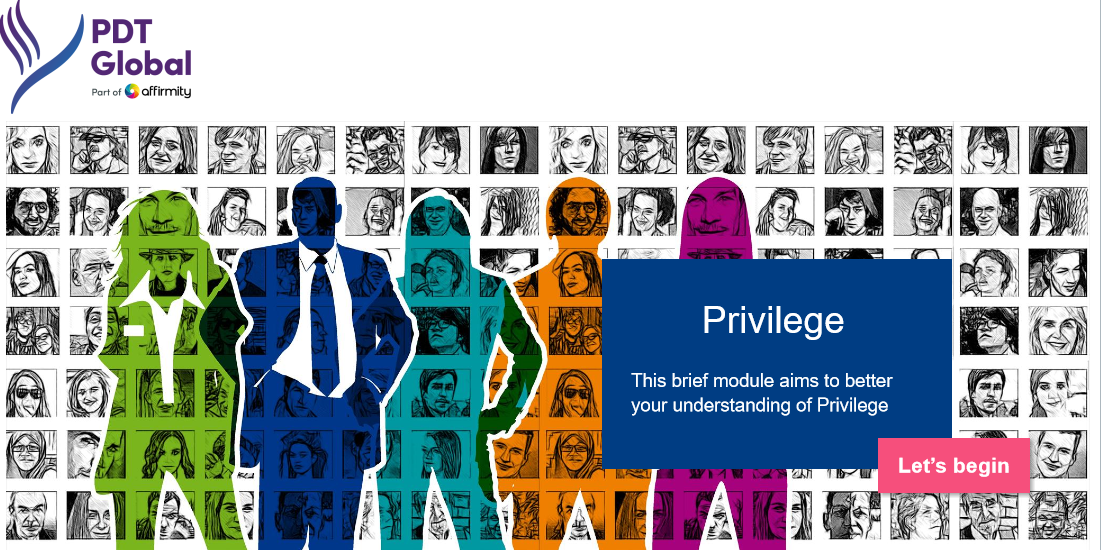 PDT
Global
Part of affirmity
Privilege
This brief module aims to better
your understanding of Privilege
Let's begin